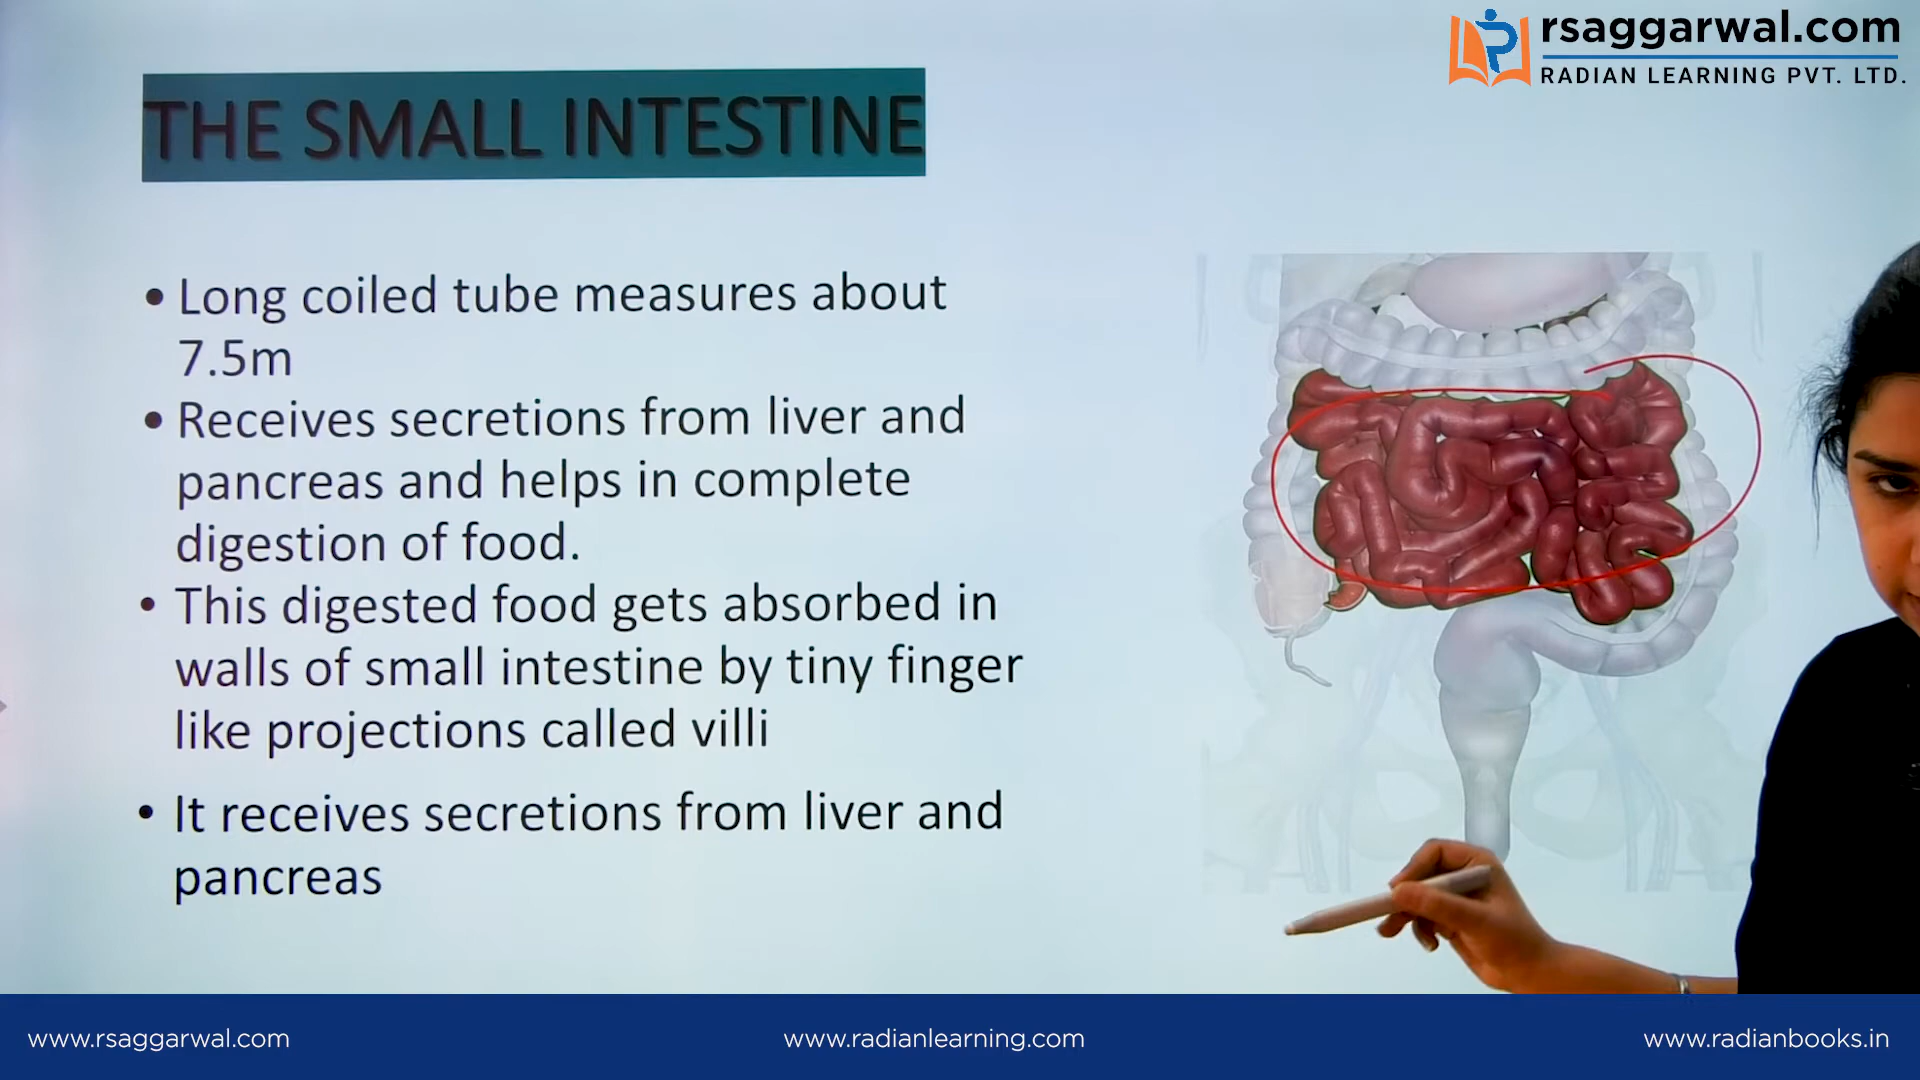 rsaggarwal.com
RADIAN LEARNING PVT. LTD.
THE SMALL INTESTINE
• Long coiled tube measures about
7.5m
• Receives secretions from liver and
pancreas and helps in complete
digestion of food.
• This digested food gets absorbed in
walls of small intestine by tiny finger
like projections called villi
• It receives secretions from liver and
pancreas
www.rsaggarwal.com
www.radianlearning.com
www.radianbooks.in